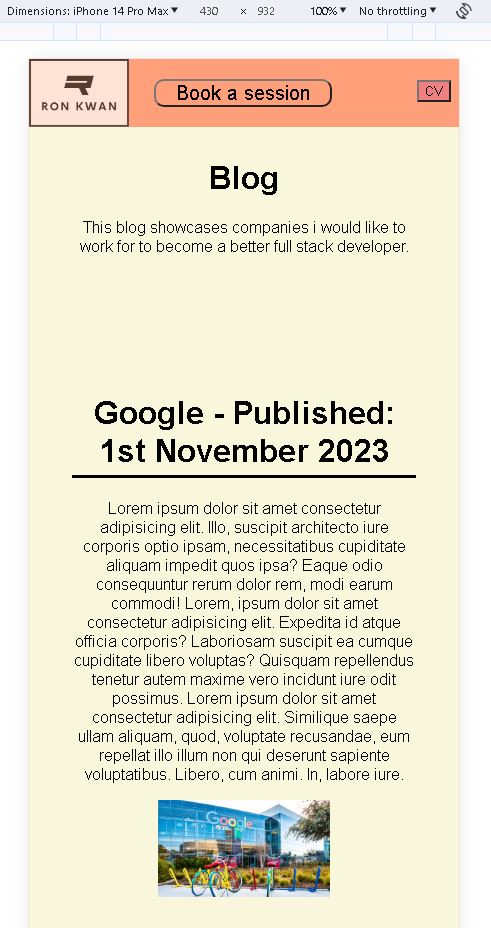 Dimensions: iPhone 14 Pro Max ▼ 430 × 932 100% ▼ No throttling ▼
RON KWAN
Book a session
CV
Blog
This blog showcases companies i would like to
work for to become a better full stack developer.
Google - Published:
1st November 2023
Lorem ipsum dolor sit amet consectetur
adipisicing elit. Illo, suscipit architecto iure
corporis optio ipsam, necessitatibus cupiditate
aliquam impedit quos ipsa? Eaque odio
consequuntur rerum dolor rem, modi earum
commodi! Lorem, ipsum dolor sit amet
consectetur adipisicing elit. Expedita id atque
officia corporis? Laboriosam suscipit ea cumque
cupiditate libero voluptas? Quisquam repellendus
tenetur autem maxime vero incidunt iure odit
possimus. Lorem ipsum dolor sit amet
consectetur adipisicing elit. Similique saepe
ullam aliquam, quod, voluptate recusandae, eum
repellat illo illum non qui deserunt sapiente
voluptatibus. Libero, cum animi. In, labore iure.
Google